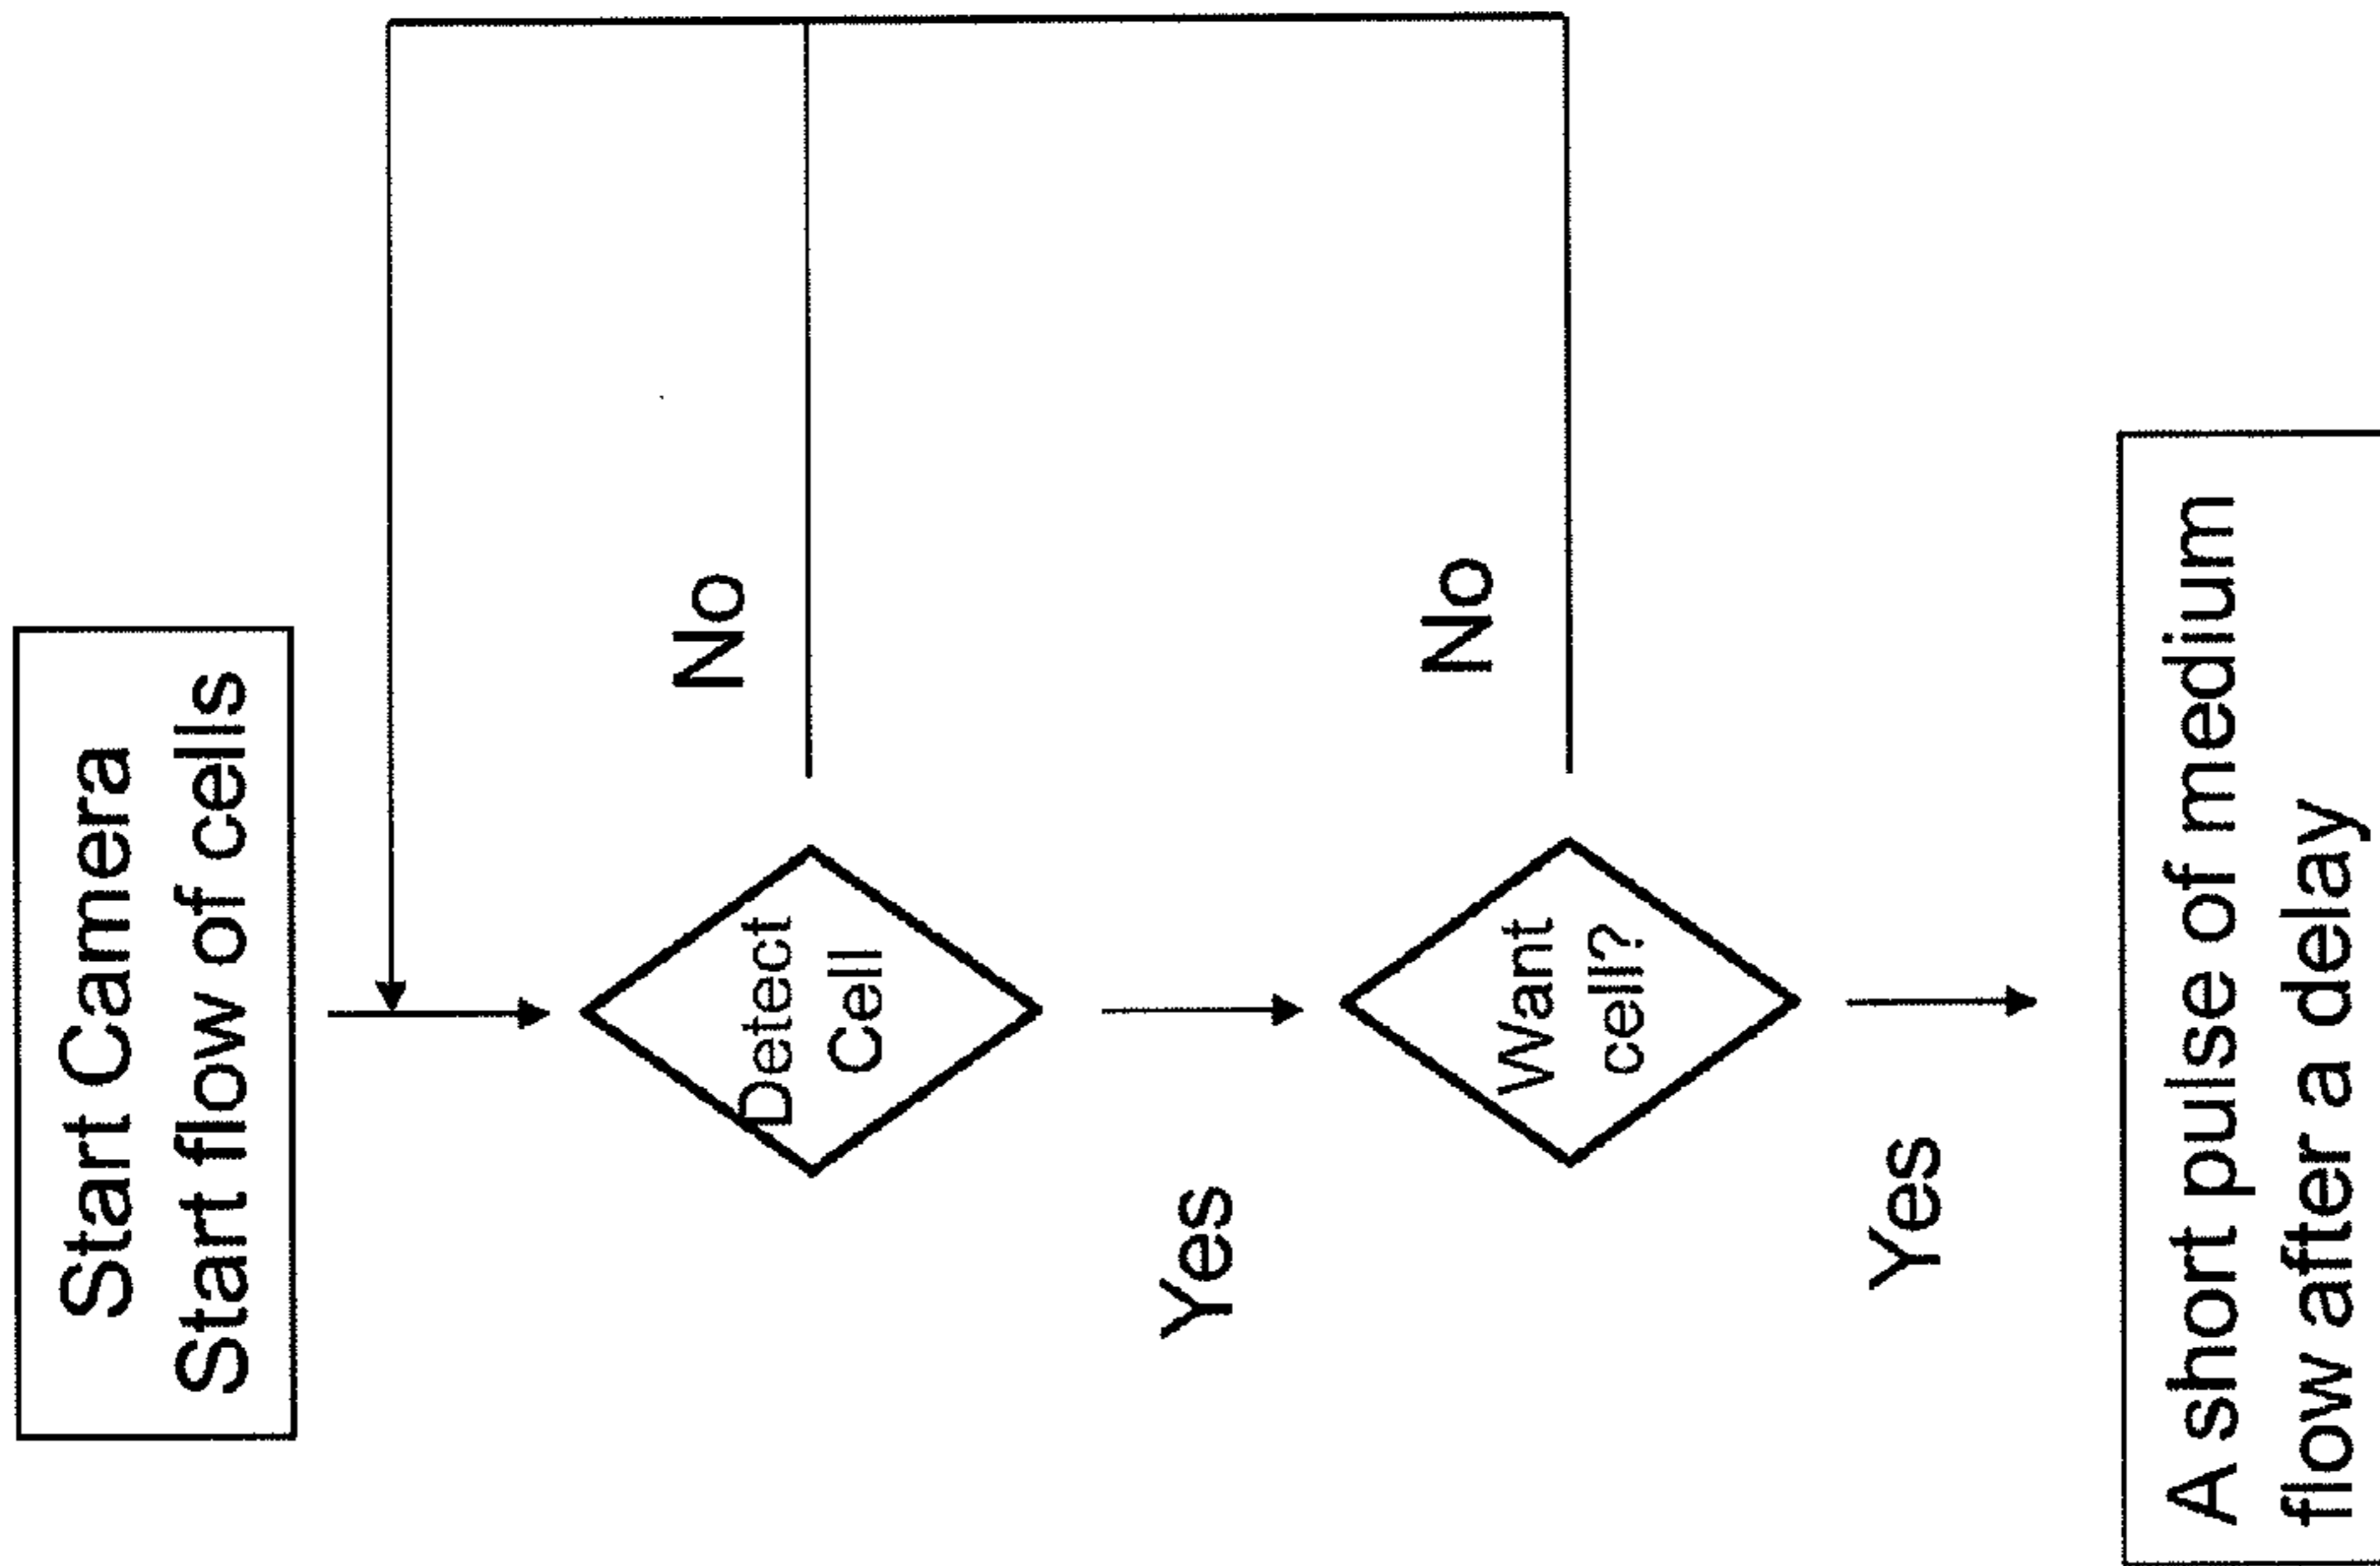 Start Camera
Start flow of cells
Detect
Cell
No
Yes
Want
cell?
No
Yes
A short pulse of medium
flow after a delay